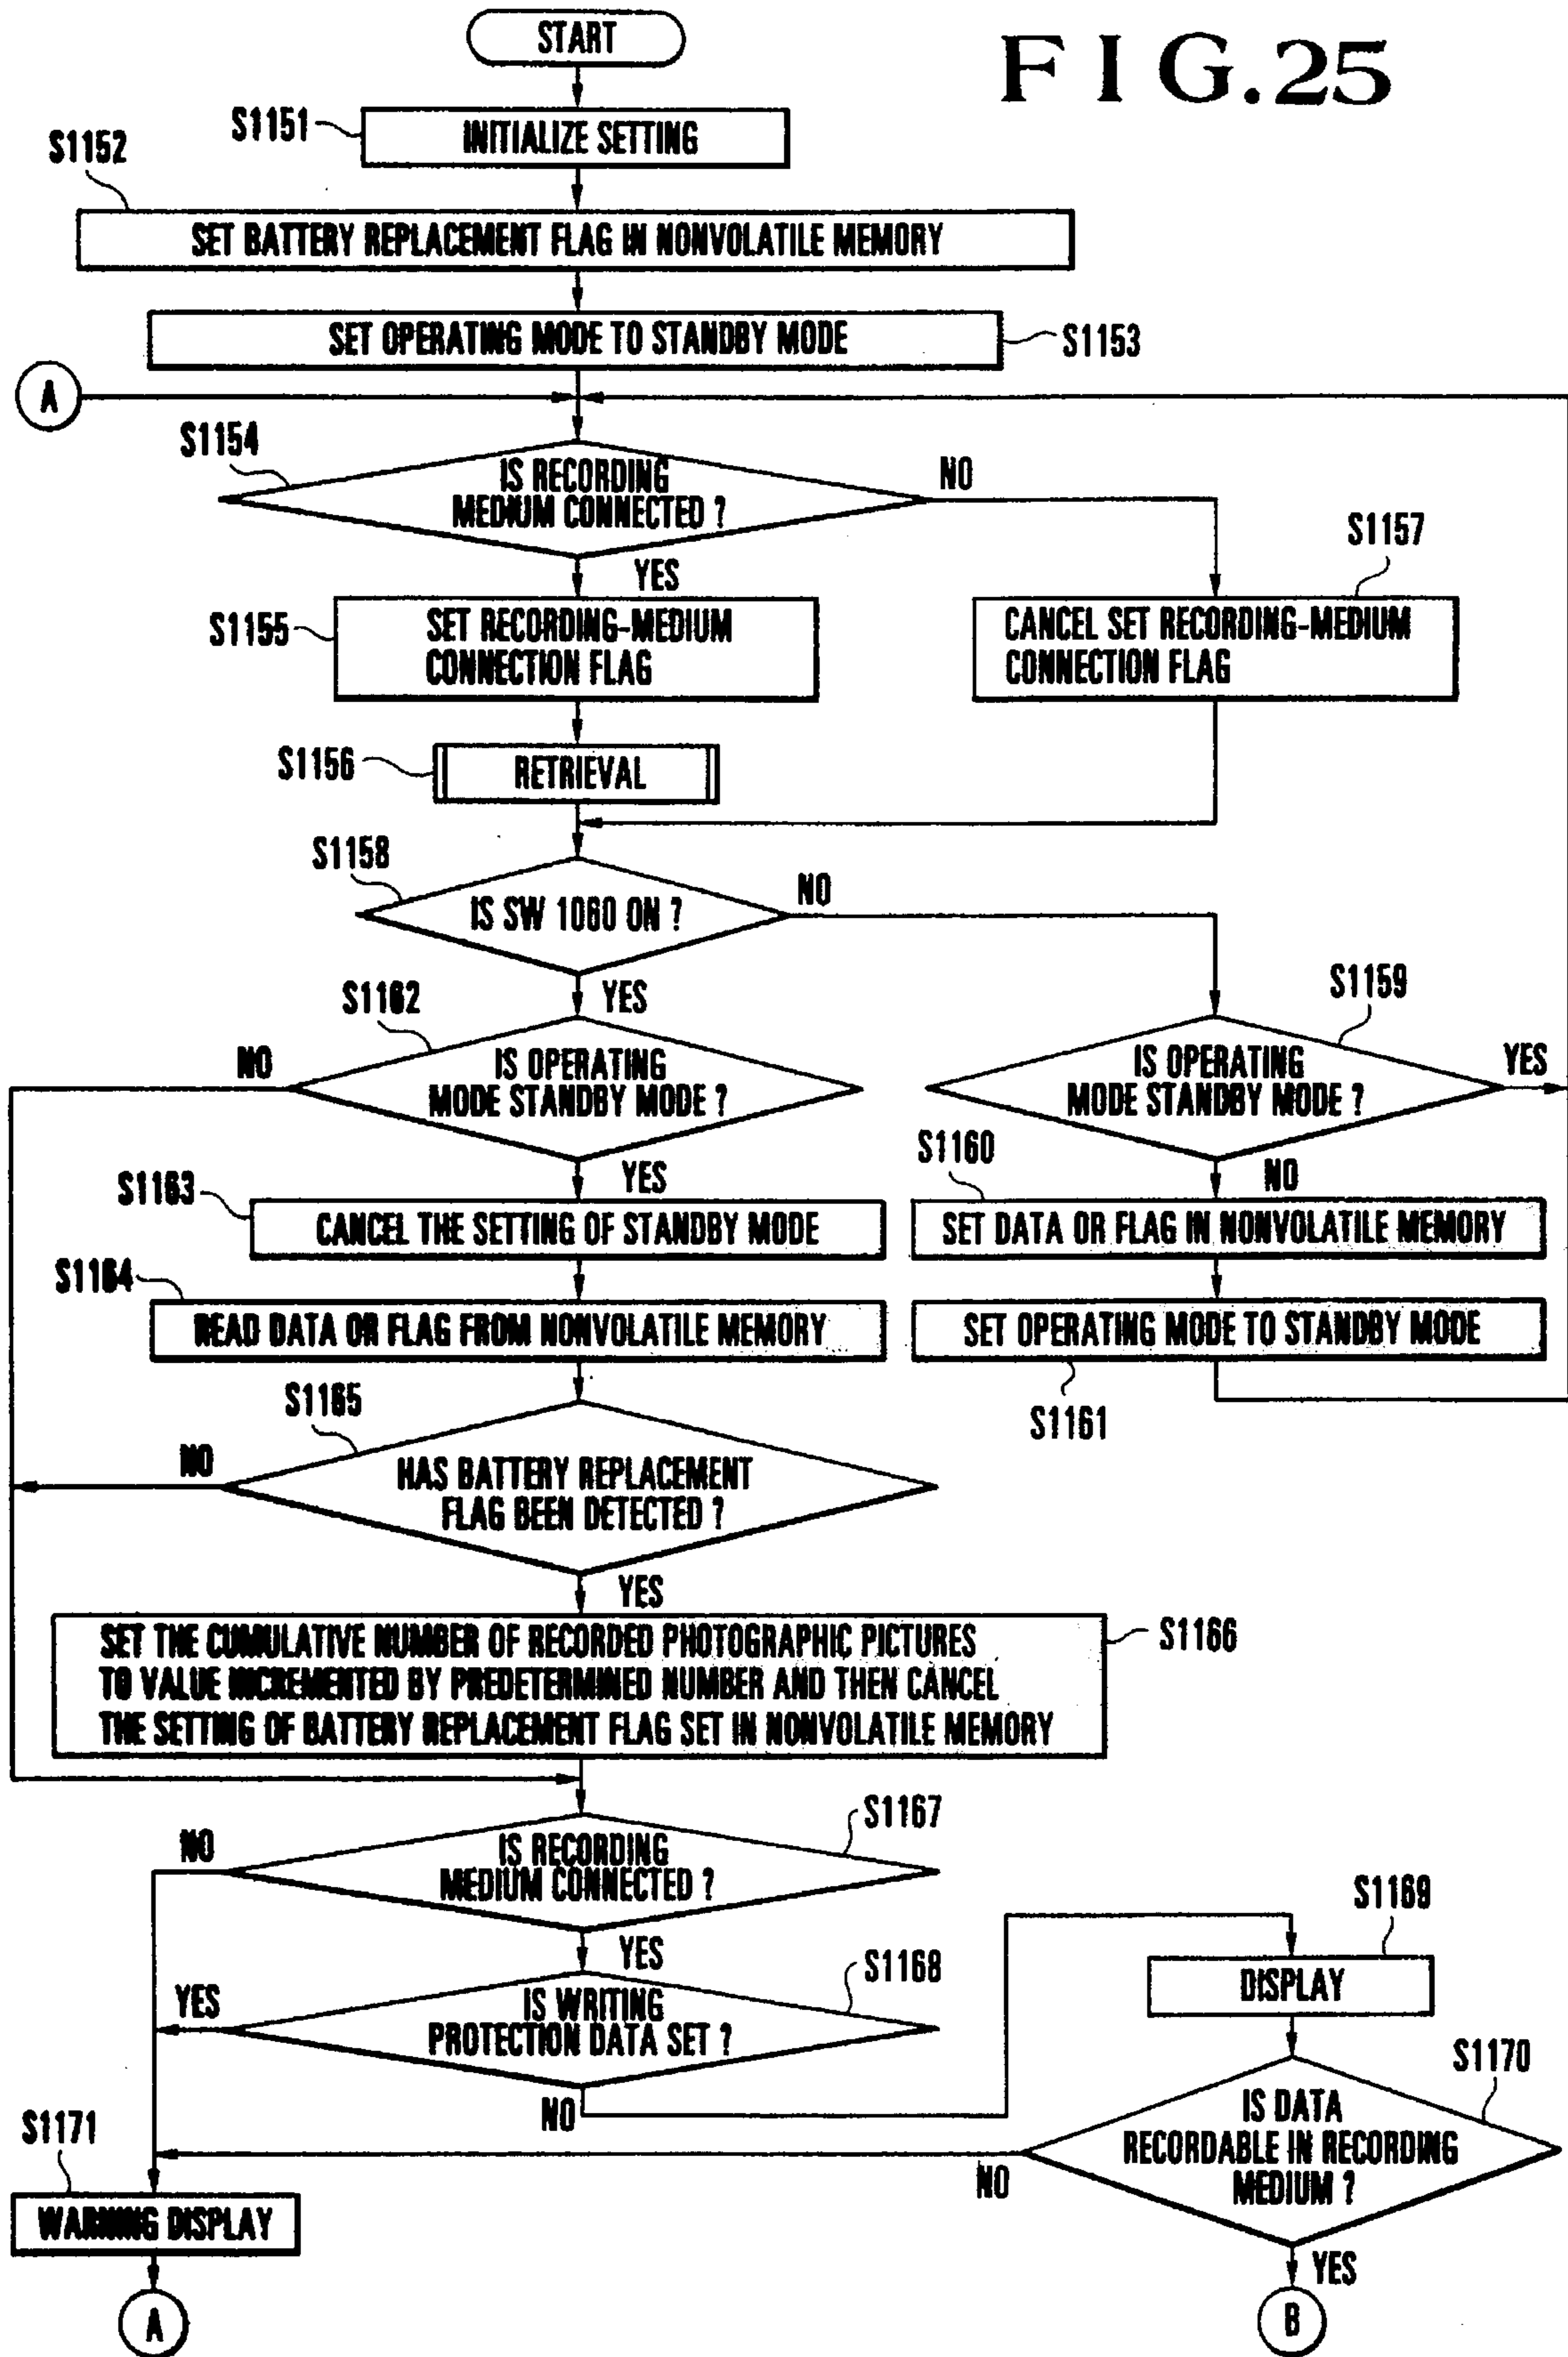 START
FIG.25
S1151
INITIALIZE SETTING
S1152
SET BATTERY REPLACEMENT FLAG IN NONVOLATILE MEMORY
SET OPERATING MODE TO STANDBY MODE
S1153
A
S1154
IS RECORDING
MEDIUM CONNECTED ?
NO
YES
S1157
S1155
SET RECORDING-MEDIUM
CONNECTION FLAG
CANCEL SET RECORDING-MEDIUM
CONNECTION FLAG
S1156
RETRIEVAL
S1158
IS SW 1060 ON ?
NO
YES
S1162
IS OPERATING
MODE STANDBY MODE ?
NO
YES
S1159
IS OPERATING
MODE STANDBY MODE ?
YES
NO
S1160
SET DATA OR FLAG IN NONVOLATILE MEMORY
S1163
CANCEL THE SETTING OF STANDBY MODE
S1164
READ DATA OR FLAG FROM NONVOLATILE MEMORY
SET OPERATING MODE TO STANDBY MODE
S1161
S1165
HAS BATTERY REPLACEMENT
FLAG BEEN DETECTED ?
NO
YES
S1166
SET THE CUMULATIVE NUMBER OF RECORDED PHOTOGRAPHIC PICTURES
TO VALUE INCREMENTED BY PREDETERMINED NUMBER AND THEN CANCEL
THE SETTING OF BATTERY REPLACEMENT FLAG SET IN NONVOLATILE MEMORY
S1167
IS RECORDING
MEDIUM CONNECTED ?
NO
YES
S1168
IS WRITING
PROTECTION DATA SET ?
YES
NO
S1169
DISPLAY
S1170
IS DATA
RECORDABLE IN RECORDING
MEDIUM ?
NO
YES
S1171
WARNING DISPLAY
A
B